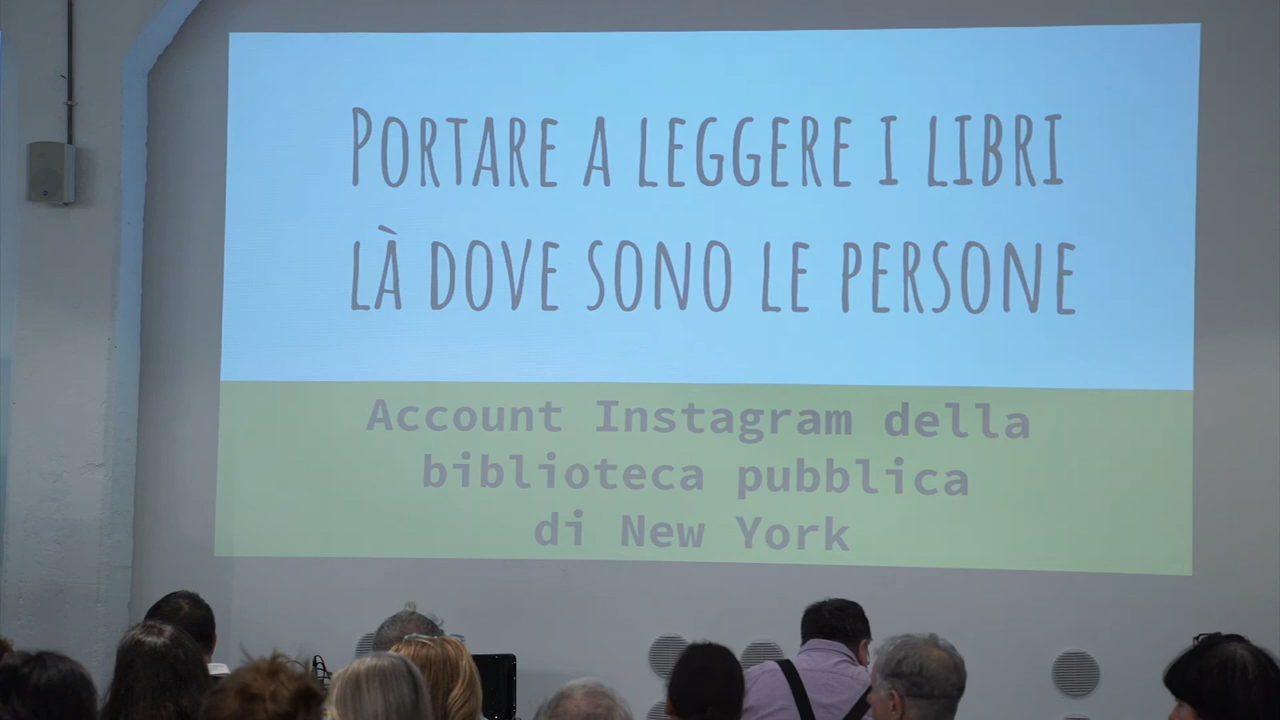 PORTARE A LEGGERE I LIBRI
LÀ DOVE SONO LE PERSONE
Account Instagram della
biblioteca pubblica
di New York